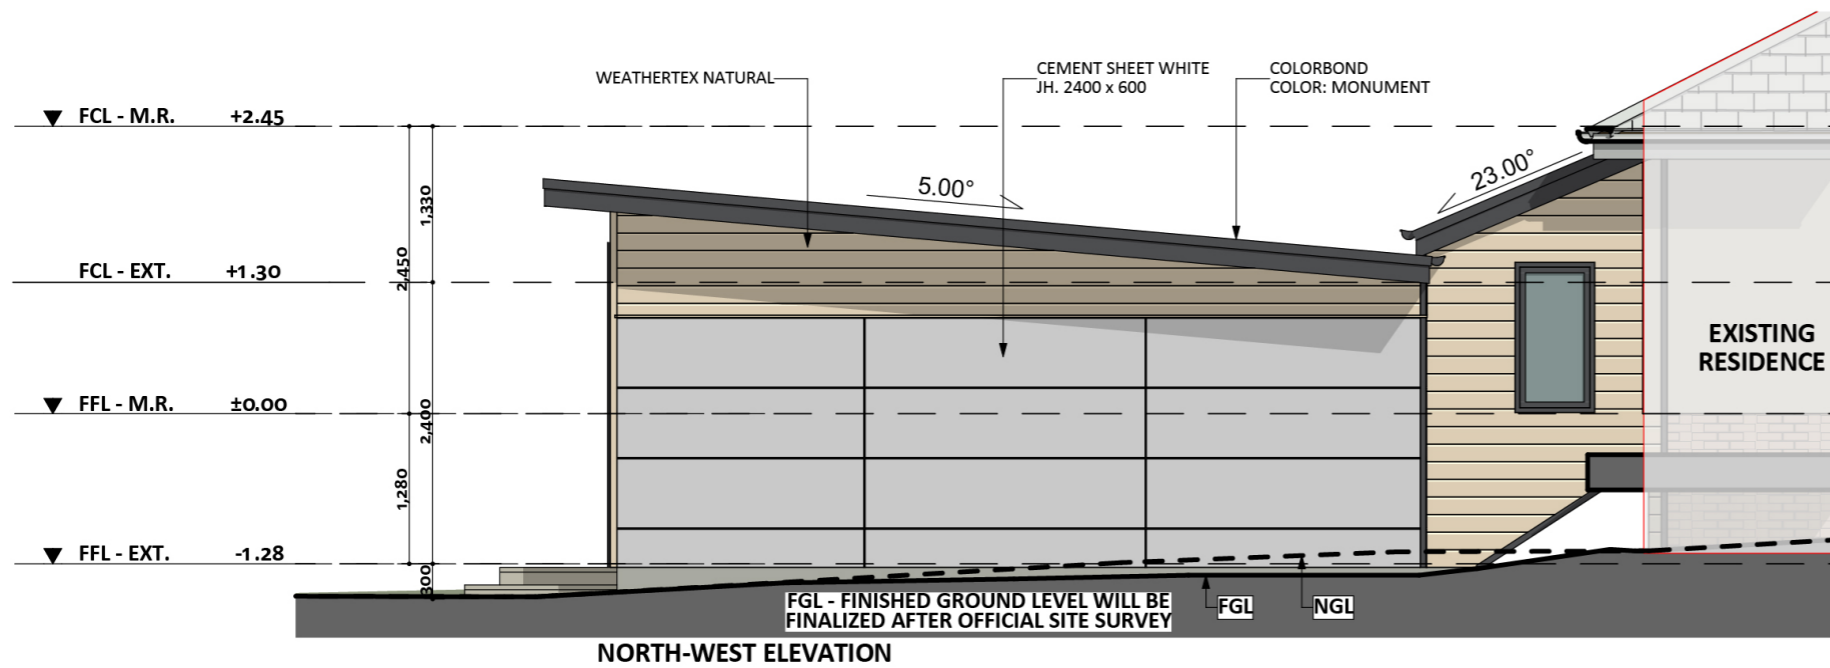 WEATHERTEX NATURAL
CEMENT SHEET WHITE
JH. 2400 x 600
COLORBOND
COLOR: MONUMENT
FCL - M.R. +2.45
5.00°
23.00°
1,330
FCL - EXT. +1.30
2,450
EXISTING
RESIDENCE
FFL - M.R. ±0.00
2,400
1,280
FFL - EXT. -1.28
300
FGL - FINISHED GROUND LEVEL WILL BE
FINALIZED AFTER OFFICIAL SITE SURVEY
FGL
NGL
NORTH-WEST ELEVATION